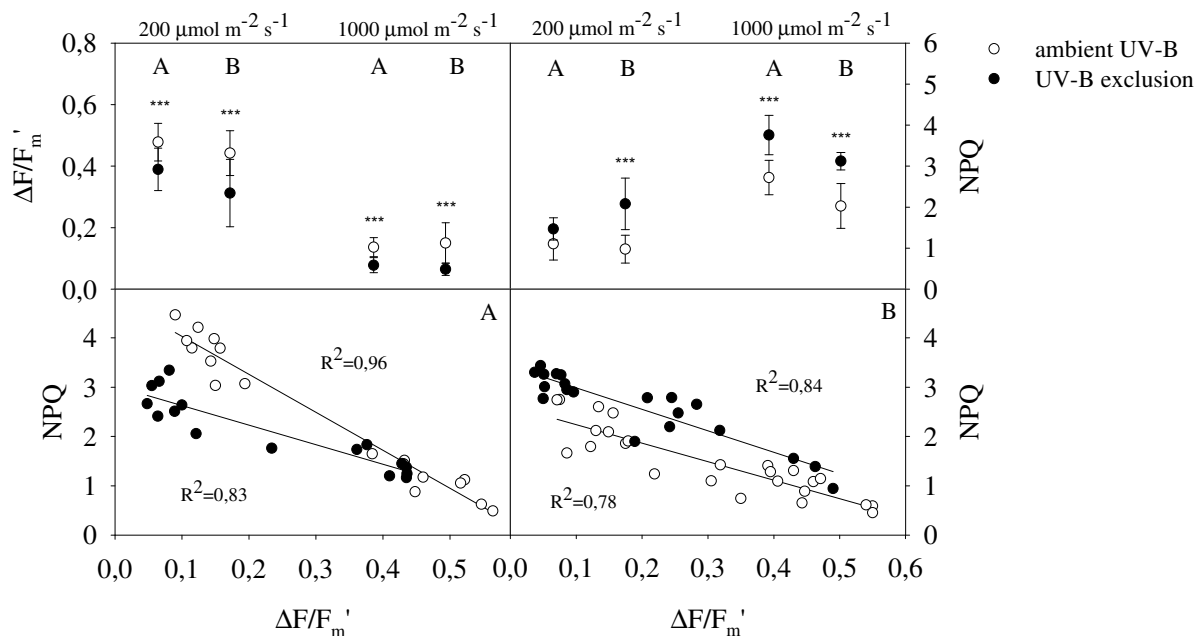 200 μmol m⁻² s⁻¹ 1000 μmol m⁻² s⁻¹ 200 μmol m⁻² s⁻¹ 1000 μmol m⁻² s⁻¹
0,8 6
A B A B A B A B
ambient UV-B
UV-B exclusion
*** *** *** *** *** *** ***
0,6 5
0,4 4
0,2 3
0,0 2
1
0
ΔF/Fm'
NPQ
A B
4 4
R²=0,96 R²=0,84
3 3
2 2
R²=0,83 R²=0,78
1 1
0 0
NPQ
NPQ
0,0 0,1 0,2 0,3 0,4 0,5 0,0 0,1 0,2 0,3 0,4 0,5 0,6
ΔF/Fm' ΔF/Fm'